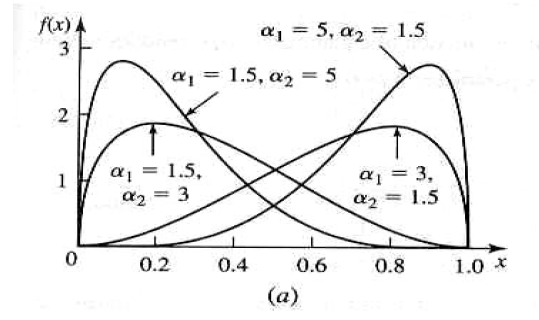 f(x)
α₁ = 5, α₂ = 1.5
3
α₁ = 1.5, α₂ = 5
2
α₁ = 1.5,
α₂ = 3
α₁ = 3,
α₂ = 1.5
1
0
0.2
0.4
0.6
0.8
1.0 x
(a)